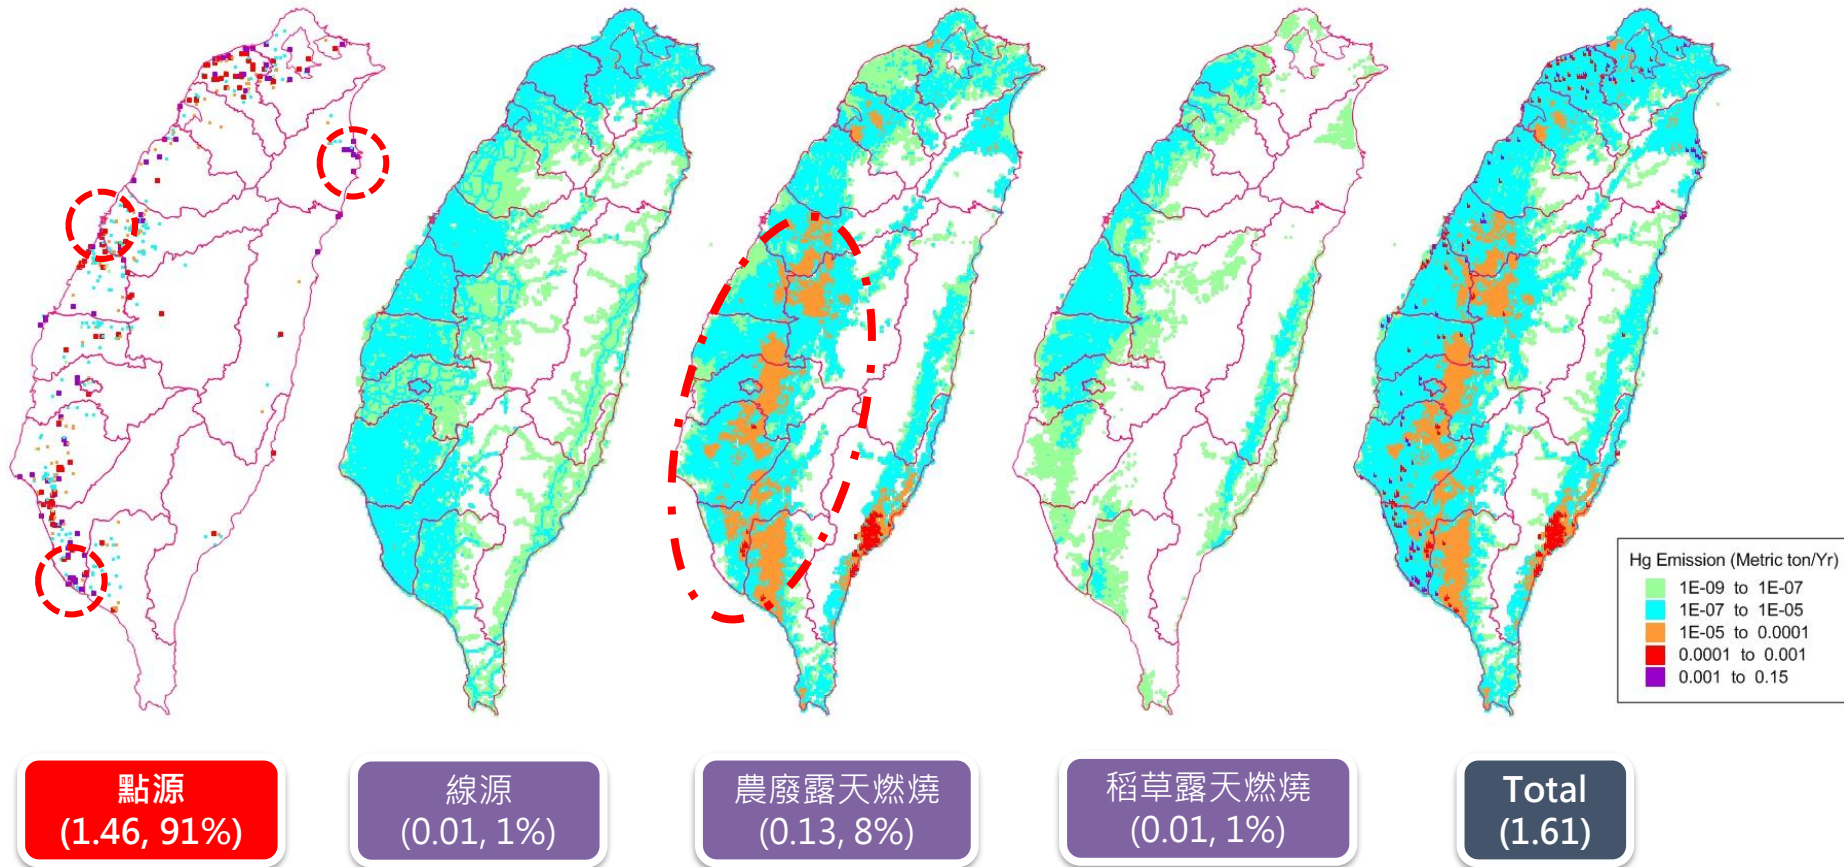 Hg Emission (Metric ton/Yr)
1E-09 to 1E-07
1E-07 to 1E-05
1E-05 to 0.0001
0.0001 to 0.001
0.001 to 0.15
點源
(1.46, 91%)
線源
(0.01, 1%)
農廢露天燃燒
(0.13, 8%)
稻草露天燃燒
(0.01, 1%)
Total
(1.61)